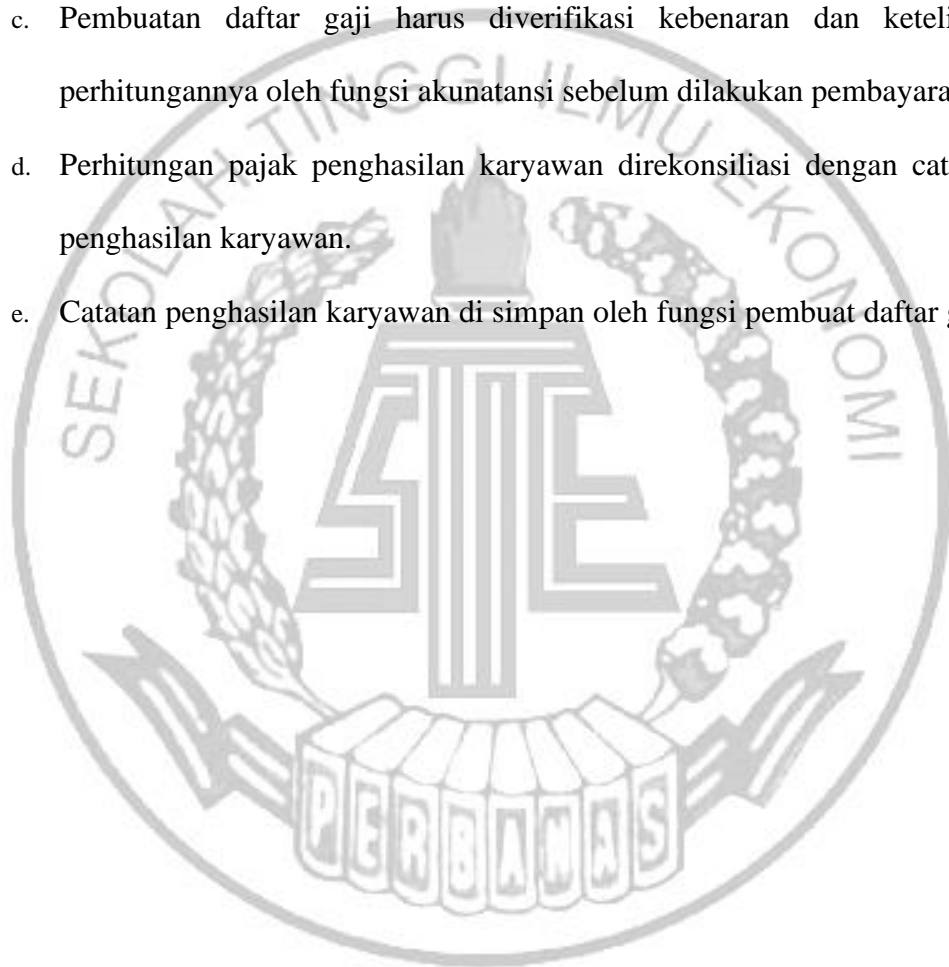 c. Pembuatan daftar gaji harus diverifikasi kebenaran dan keteli
perhitungannya oleh fungsi akunatansi sebelum dilakukan pembayara
d. Perhitungan pajak penghasilan karyawan direkonsiliasi dengan cat
penghasilan karyawan.
e. Catatan penghasilan karyawan di simpan oleh fungsi pembuat daftar g
SEKOLAH TINGGI ILMU EKONOMI
STIE
PERBANAS